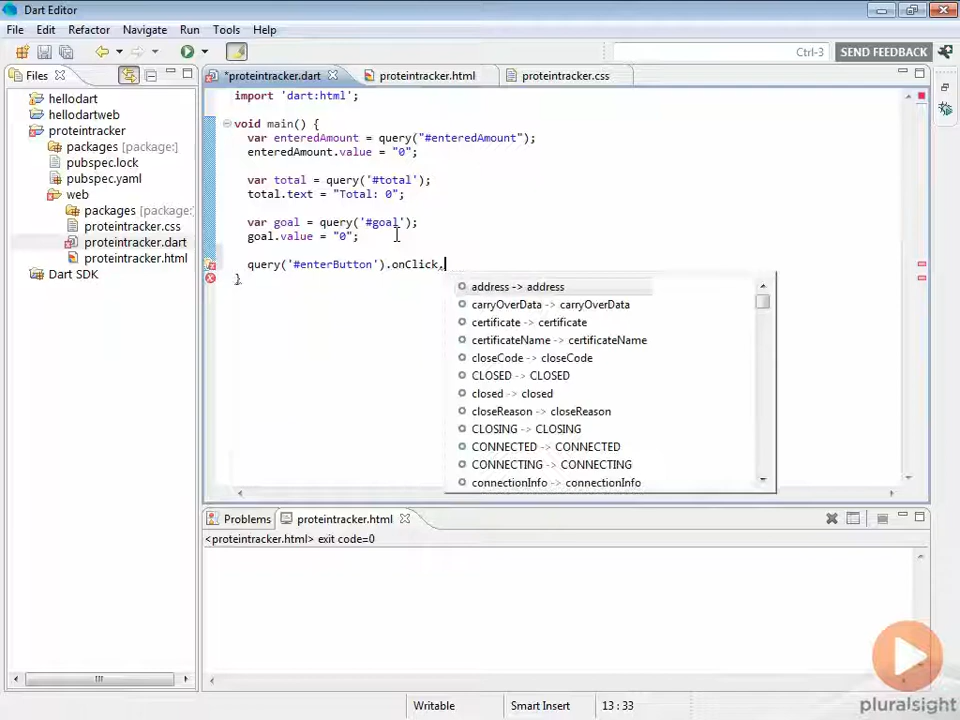 Dart Editor
File Edit Refactor Navigate Run Tools Help
Ctrl-3 SEND FEEDBACK
Files
*proteintracker.dart proteintracker.html proteintracker.css
hellodart
hellodartweb
proteintracker
packages [package:]
pubspec.lock
pubspec.yaml
web
packages [package:]
proteintracker.css
proteintracker.dart
proteintracker.html
Dart SDK
import 'dart:html';
void main() {
var enteredAmount = query("#enteredAmount");
enteredAmount.value = "0";
var total = query('#total');
total.text = "Total: 0";
var goal = query('#goal');
goal.value = "0";
query('#enterButton').onClick,
}
address -> address
carryOverData -> carryOverData
certificate -> certificate
certificateName -> certificateName
closeCode -> closeCode
CLOSED -> CLOSED
closed -> closed
closeReason -> closeReason
CLOSING -> CLOSING
CONNECTED -> CONNECTED
CONNECTING -> CONNECTING
connectionInfo -> connectionInfo
Problems proteintracker.html
<proteintracker.html> exit code=0
Writable Smart Insert 13 : 33
pluralsight